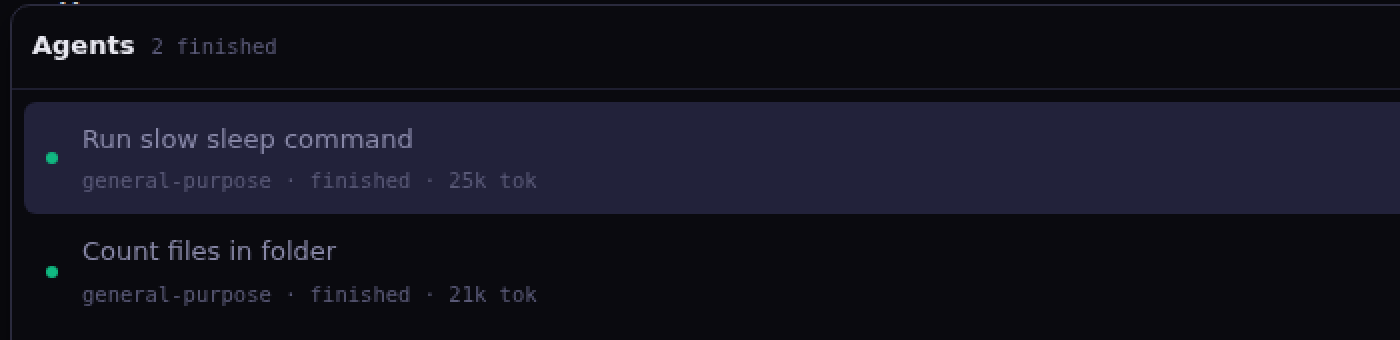 Agents 2 finished
Run slow sleep command
general-purpose · finished · 25k tok
Count files in folder
general-purpose · finished · 21k tok